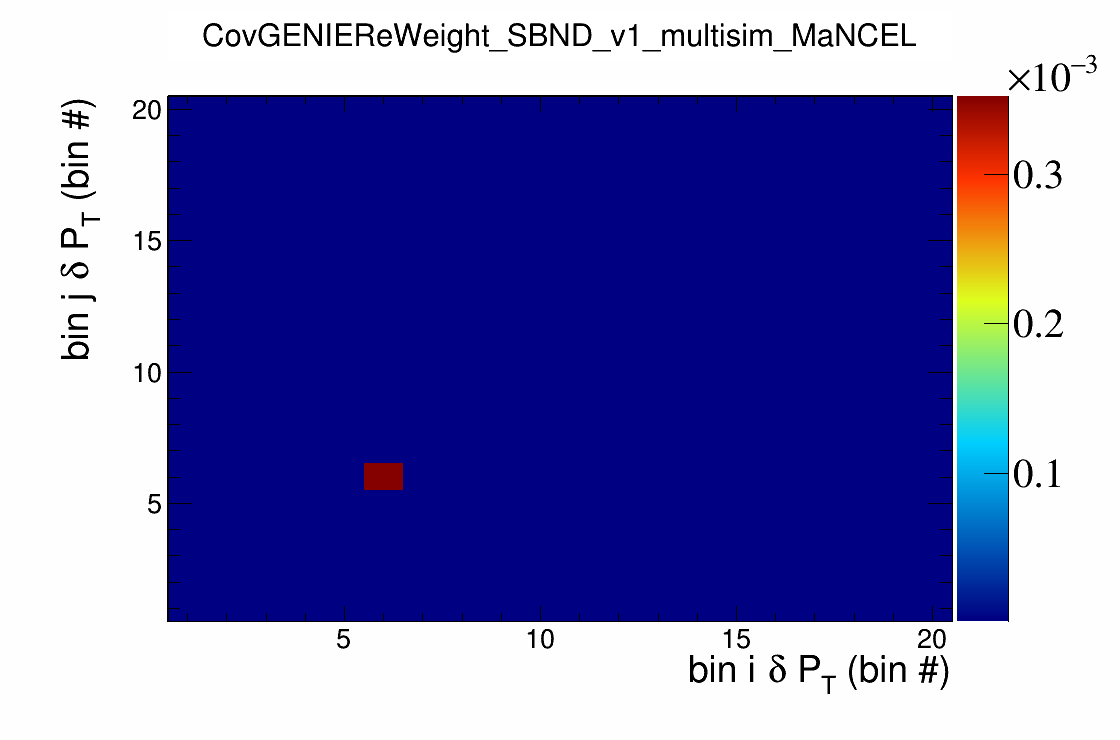 CovGENIEReWeight_SBND_v1_multisim_MaNCEL
×10⁻³
20
15
10
5
bin j δ P_T (bin #)
0.3
0.2
0.1
5 10 15 20
bin i δ P_T (bin #)